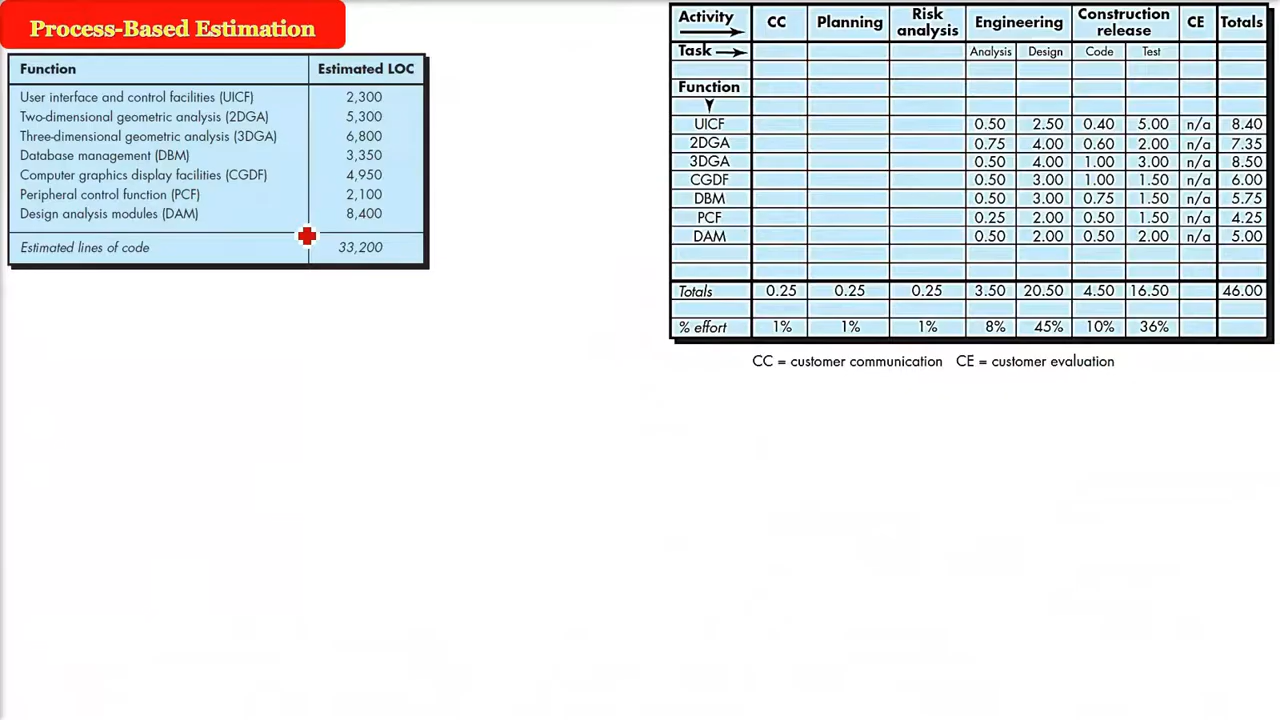 Process-Based Estimation
Function Estimated LOC
User interface and control facilities (UICF) 2,300
Two-dimensional geometric analysis (2DGA) 5,300
Three-dimensional geometric analysis (3DGA) 6,800
Database management (DBM) 3,350
Computer graphics display facilities (CGDF) 4,950
Peripheral control function (PCF) 2,100
Design analysis modules (DAM) 8,400
Estimated lines of code 33,200
Activity CC Planning Risk analysis Engineering Construction release CE Totals
Task Analysis Design Code Test
Function
UICF 0.50 2.50 0.40 5.00 n/a 8.40
2DGA 0.75 4.00 0.60 2.00 n/a 7.35
3DGA 0.50 4.00 1.00 3.00 n/a 8.50
CGDF 0.50 3.00 1.00 1.50 n/a 6.00
DBM 0.50 3.00 0.75 1.50 n/a 5.75
PCF 0.25 2.00 0.50 1.50 n/a 4.25
DAM 0.50 2.00 0.50 2.00 n/a 5.00
Totals 0.25 0.25 0.25 3.50 20.50 4.50 16.50 46.00
% effort 1% 1% 1% 8% 45% 10% 36%
CC = customer communication CE = customer evaluation